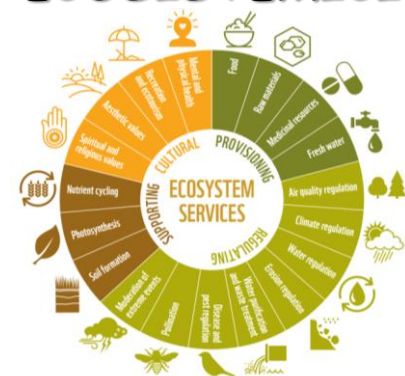 ECOSYSTEM
SERVICES
PROVISIONING
Food
Raw materials
Medicinal resources
Fresh water
REGULATING
Air quality regulation
Climate regulation
Water regulation
Erosion regulation
Water purification
and waste treatment
Disease and
pest regulation
Pollination
Moderation of
extreme events
SUPPORTING
Soil formation
Photosynthesis
Nutrient cycling
CULTURAL
Spiritual and
religious values
Aesthetic values
Recreation
and ecotourism
Mental and
physical health